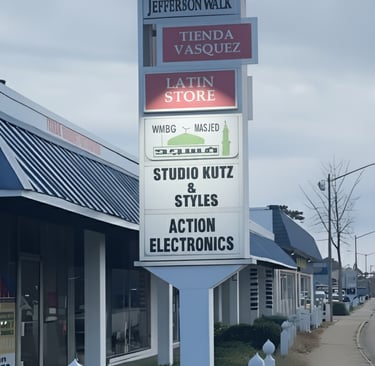 JEFFERSON WALK
TIENDA
VASQUEZ
LATIN
STORE
WMBG MASJED
STUDIO KUTZ
&
STYLES
ACTION
ELECTRONICS